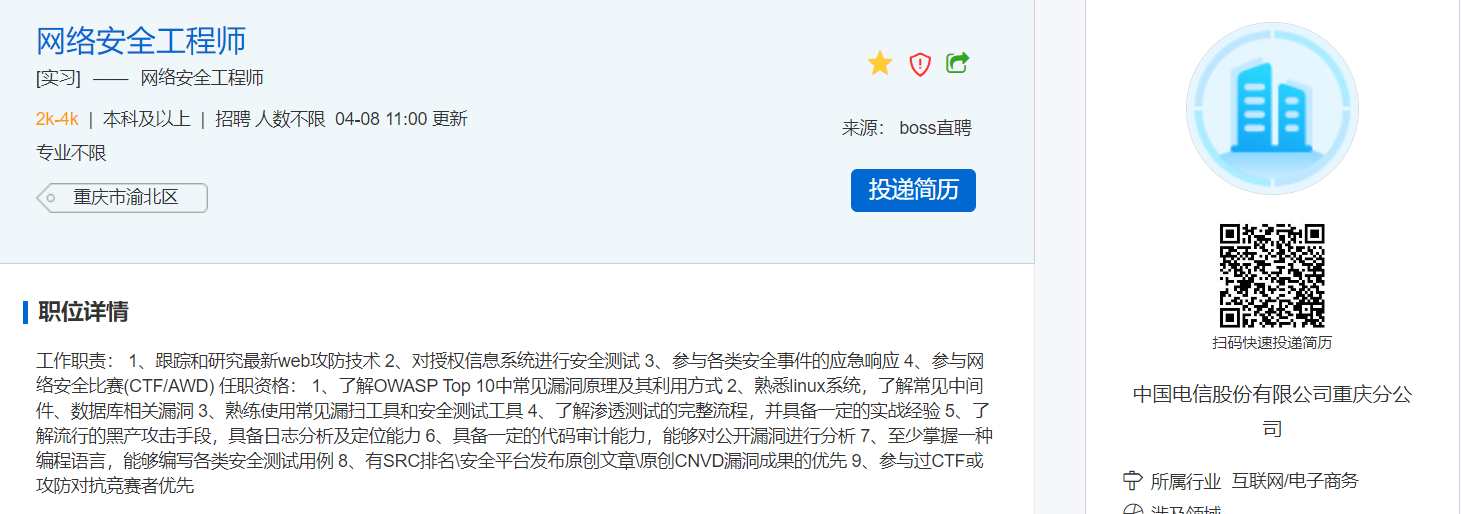 网络安全工程师
[实习] —— 网络安全工程师
2k-4k | 本科及以上 | 招聘 人数不限 04-08 11:00 更新
专业不限
重庆市渝北区
来源: boss直聘
投递简历
职位详情
工作职责: 1、跟踪和研究最新web攻防技术 2、对授权信息系统进行安全测试 3、参与各类安全事件的应急响应 4、参与网
络安全比赛(CTF/AWD) 任职资格: 1、了解OWASP Top 10中常见漏洞原理及其利用方式 2、熟悉linux系统，了解常见中间
件、数据库相关漏洞 3、熟练使用常见漏扫工具和安全测试工具 4、了解渗透测试的完整流程，并具备一定的实战经验 5、了
解流行的黑产攻击手段，具备日志分析及定位能力 6、具备一定的代码审计能力，能够对公开漏洞进行分析 7、至少掌握一种
编程语言，能够编写各类安全测试用例 8、有SRC排名\安全平台发布原创文章\原创CNVD漏洞成果的优先 9、参与过CTF或
攻防对抗竞赛者优先
扫码快速投递简历
中国电信股份有限公司重庆分公
司
所属行业 互联网/电子商务
涉及领域